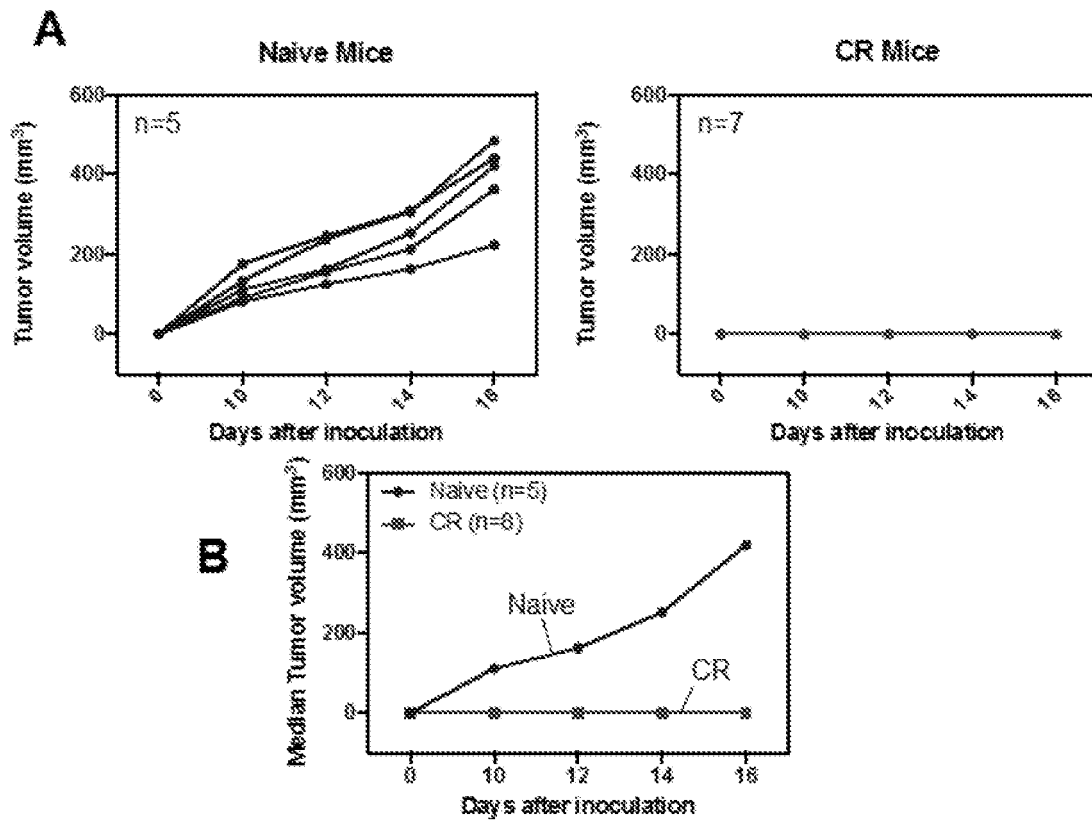 A
Naive Mice
CR Mice
Tumor volume (mm³)
600
400
200
0
n=5
0 10 12 14 16
Days after inoculation
Tumor volume (mm³)
600
400
200
0
n=7
0 10 12 14 16
Days after inoculation
B
Median Tumor volume (mm³)
600
400
200
0
Naive (n=5)
CR (n=6)
Naive
CR
0 10 12 14 16
Days after inoculation